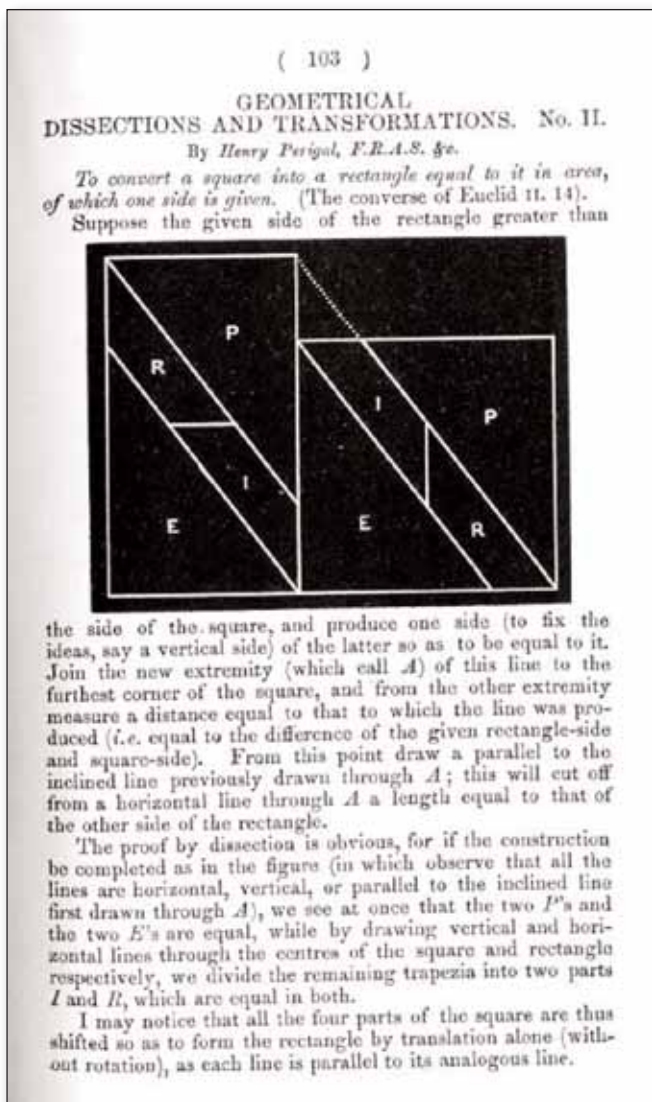 ( 103 )
GEOMETRICAL
DISSECTIONS AND TRANSFORMATIONS. No. II.
By Henry Perigal, F.R.A.S. &c.
To convert a square into a rectangle equal to it in area,
of which one side is given. (The converse of Euclid II. 14).
Suppose the given side of the rectangle greater than
P
R
I
P
I
E
E
R
the side of the square, and produce one side (to fix the
ideas, say a vertical side) of the latter so as to be equal to it.
Join the new extremity (which call A) of this line to the
furthest corner of the square, and from the other extremity
measure a distance equal to that to which the line was pro-
duced (i.e. equal to the difference of the given rectangle-side
and square-side). From this point draw a parallel to the
inclined line previously drawn through A; this will cut off
from a horizontal line through A a length equal to that of
the other side of the rectangle.
The proof by dissection is obvious, for if the construction
be completed as in the figure (in which observe that all the
lines are horizontal, vertical, or parallel to the inclined line
first drawn through A), we see at once that the two P's and
the two E's are equal, while by drawing vertical and hori-
zontal lines through the centres of the square and rectangle
respectively, we divide the remaining trapezia into two parts
I and R, which are equal in both.
I may notice that all the four parts of the square are thus
shifted so as to form the rectangle by translation alone (with-
out rotation), as each line is parallel to its analogous line.